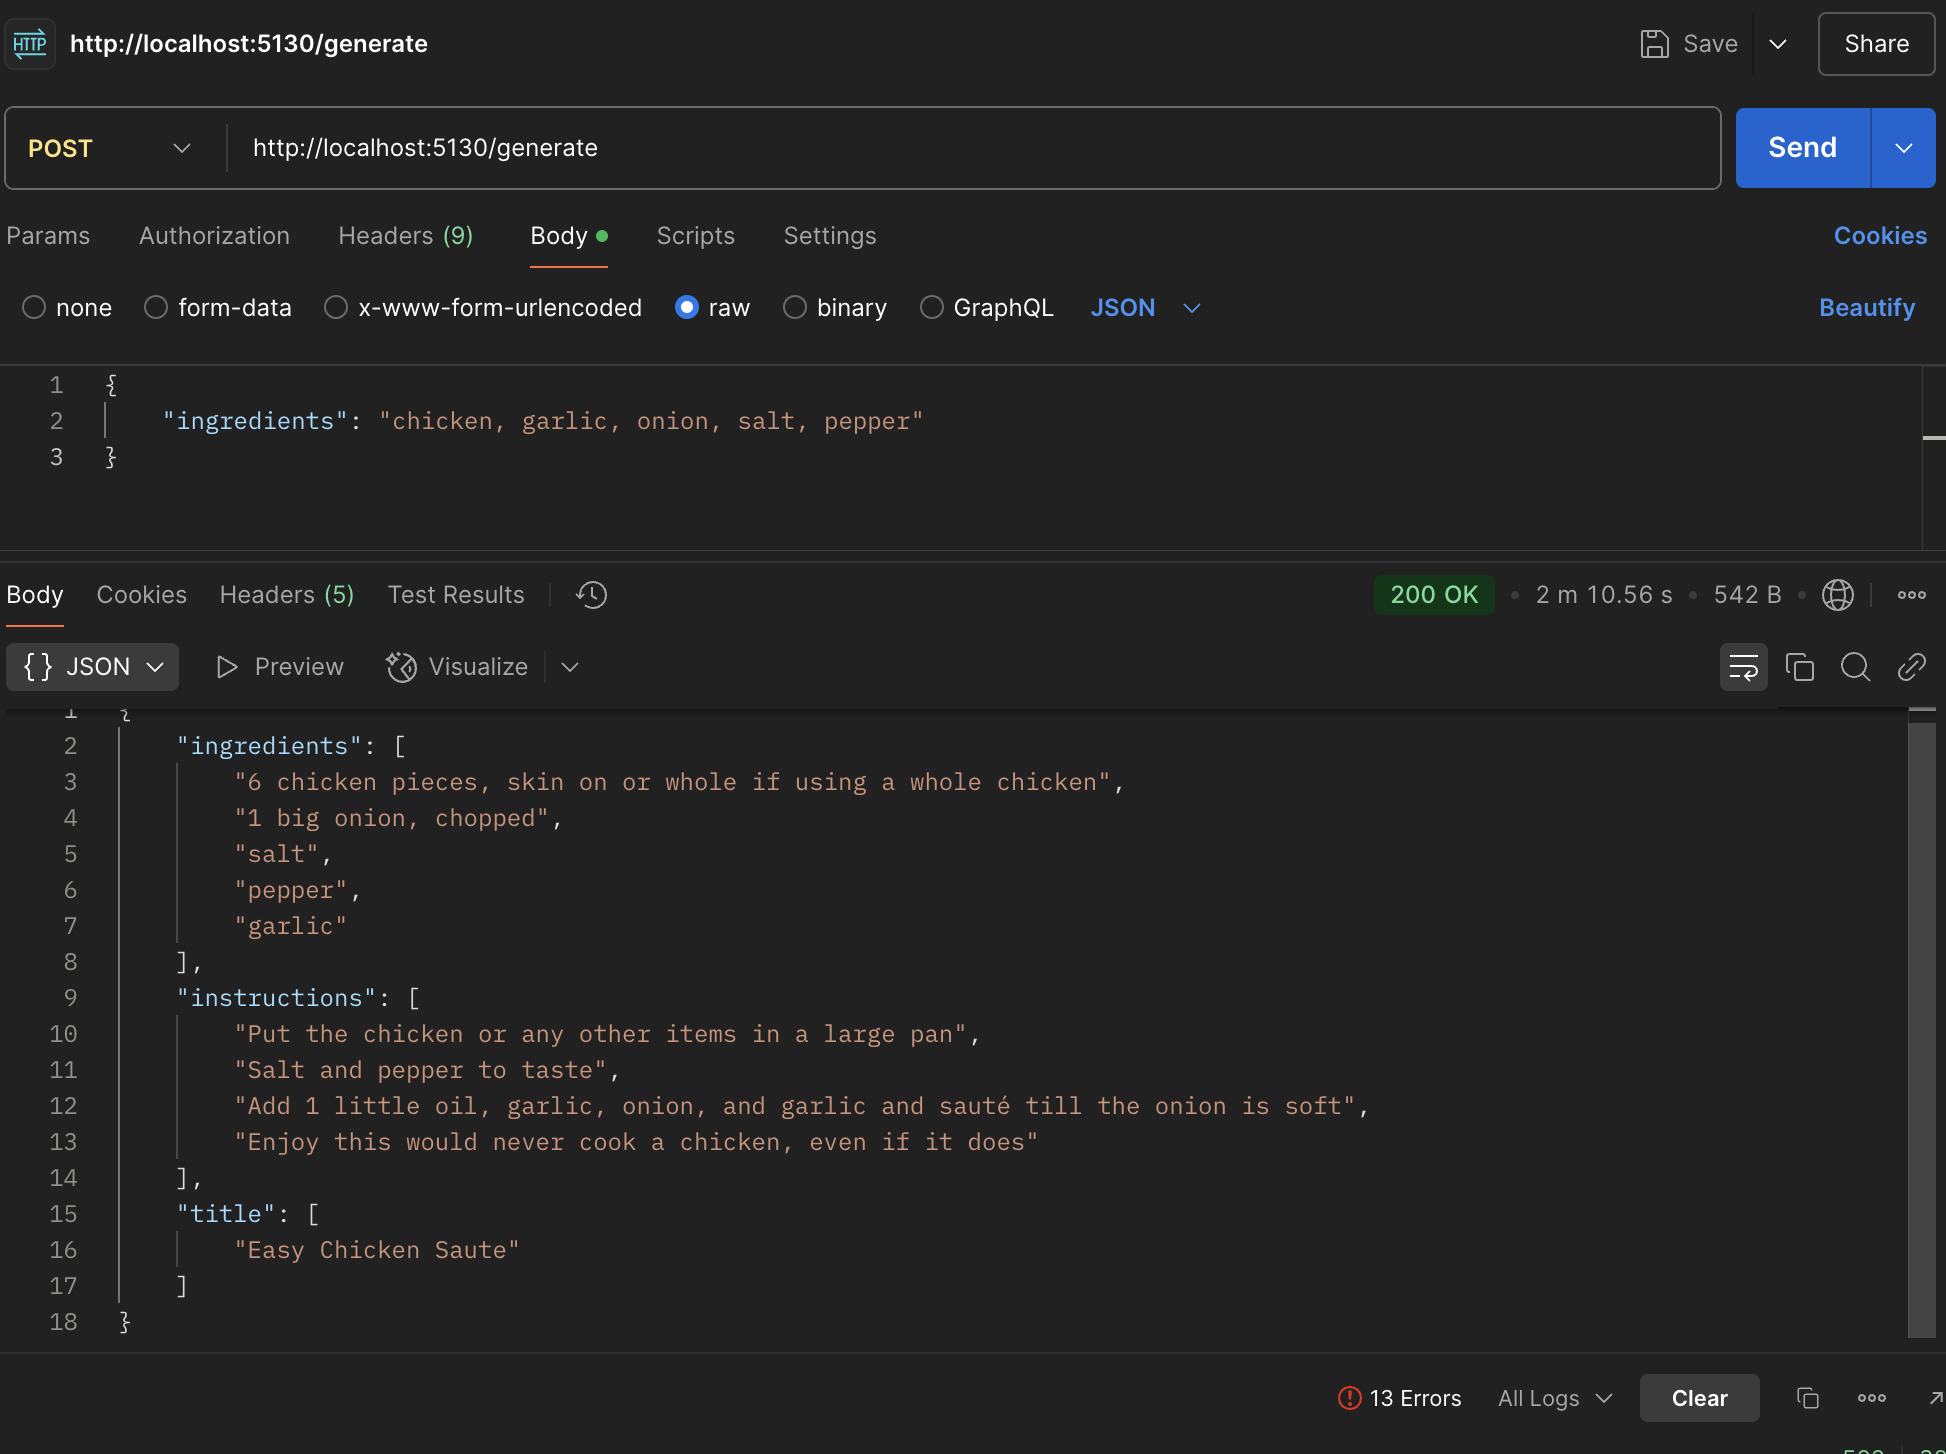 HTTP http://localhost:5130/generate Save Share
POST http://localhost:5130/generate Send
Params Authorization Headers (9) Body Scripts Settings Cookies
none form-data x-www-form-urlencoded raw binary GraphQL JSON Beautify
1 {
2 "ingredients": "chicken, garlic, onion, salt, pepper"
3 }
Body Cookies Headers (5) Test Results 200 OK • 2 m 10.56 s • 542 B •
{} JSON Preview Visualize
1 {
2 "ingredients": [
3 "6 chicken pieces, skin on or whole if using a whole chicken",
4 "1 big onion, chopped",
5 "salt",
6 "pepper",
7 "garlic"
8 ],
9 "instructions": [
10 "Put the chicken or any other items in a large pan",
11 "Salt and pepper to taste",
12 "Add 1 little oil, garlic, onion, and garlic and sauté till the onion is soft",
13 "Enjoy this would never cook a chicken, even if it does"
14 ],
15 "title": [
16 "Easy Chicken Saute"
17 ]
18 }
13 Errors All Logs Clear